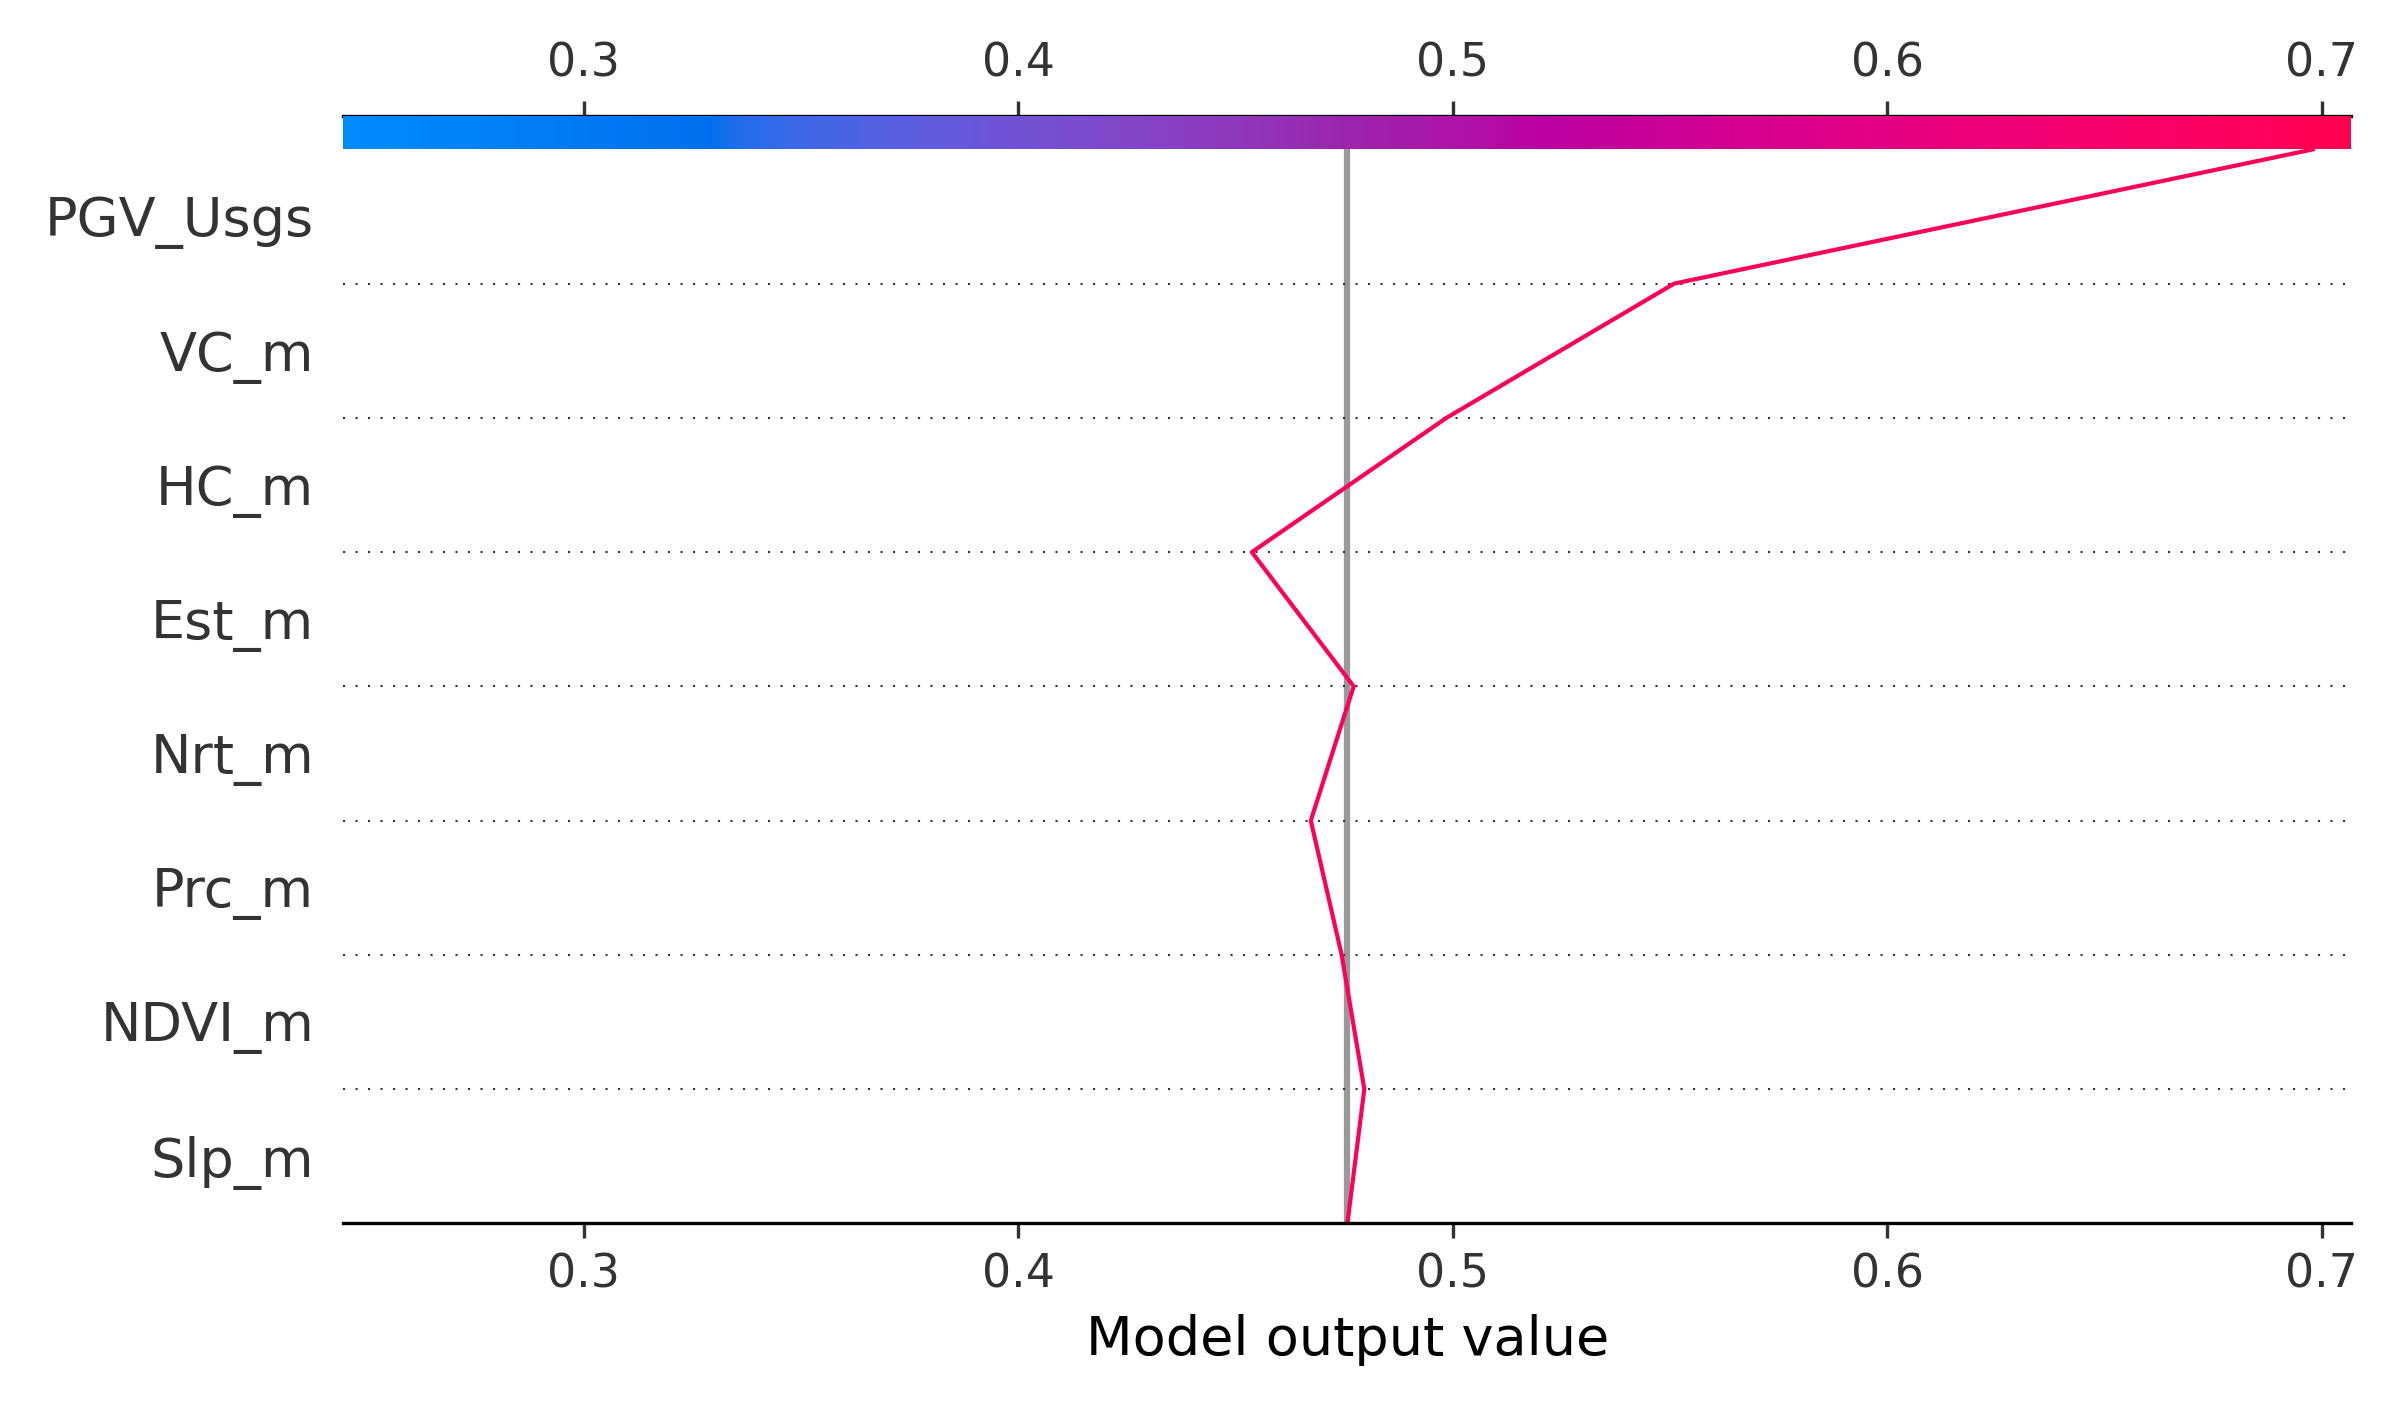 0.3 0.4 0.5 0.6 0.7
PGV_Usgs
VC_m
HC_m
Est_m
Nrt_m
Prc_m
NDVI_m
Slp_m
0.3 0.4 0.5 0.6 0.7
Model output value